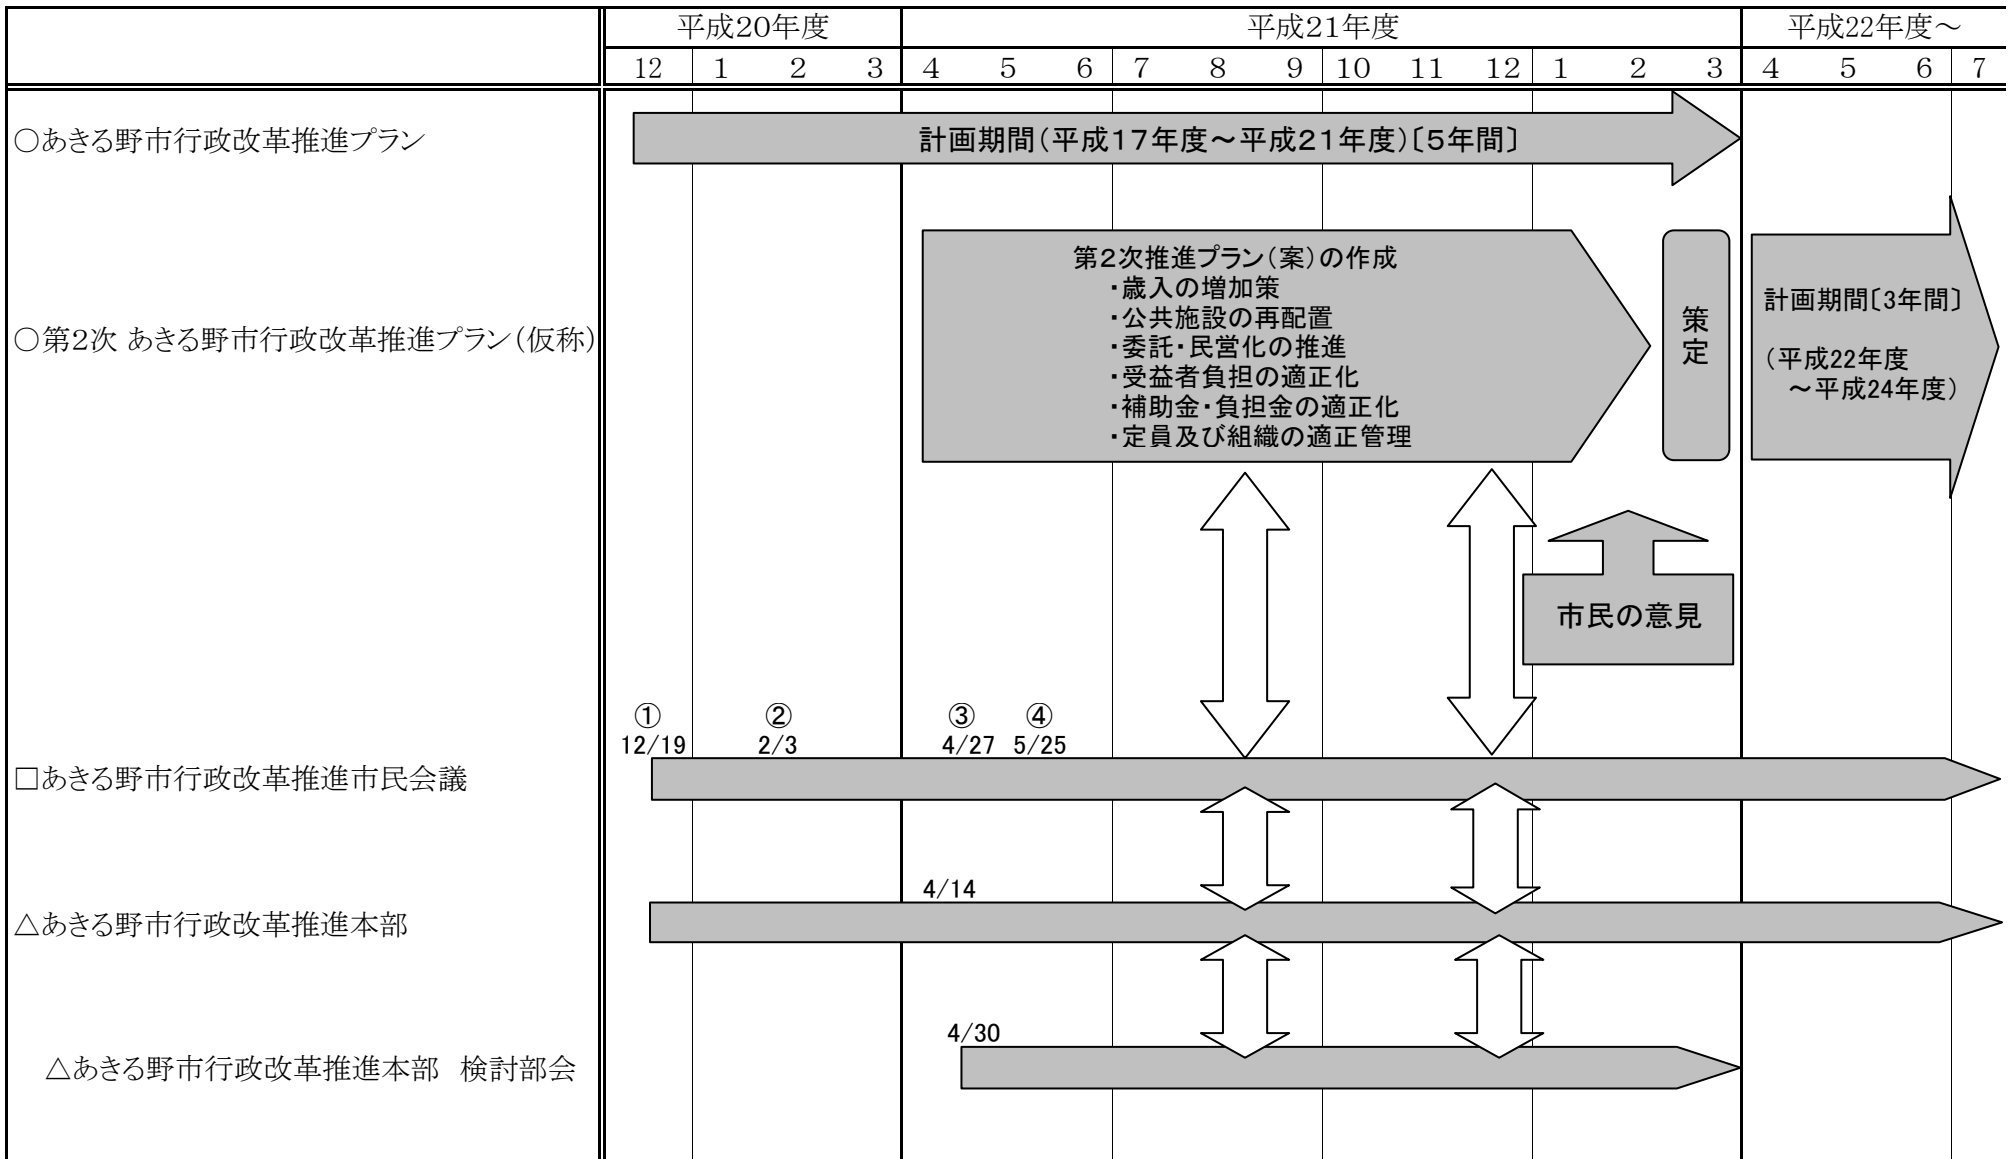 平成20年度 平成21年度 平成22年度～
12 1 2 3 4 5 6 7 8 9 10 11 12 1 2 3 4 5 6 7
○あきる野市行政改革推進プラン
計画期間(平成17年度～平成21年度)〔5年間〕
○第2次 あきる野市行政改革推進プラン(仮称)
第2次推進プラン(案)の作成
・歳入の増加策
・公共施設の再配置
・委託・民営化の推進
・受益者負担の適正化
・補助金・負担金の適正化
・定員及び組織の適正管理
策
定
計画期間〔3年間〕
(平成22年度
～平成24年度)
市民の意見
① ② ③ ④
12/19 2/3 4/27 5/25
□あきる野市行政改革推進市民会議
4/14
△あきる野市行政改革推進本部
4/30
△あきる野市行政改革推進本部 検討部会